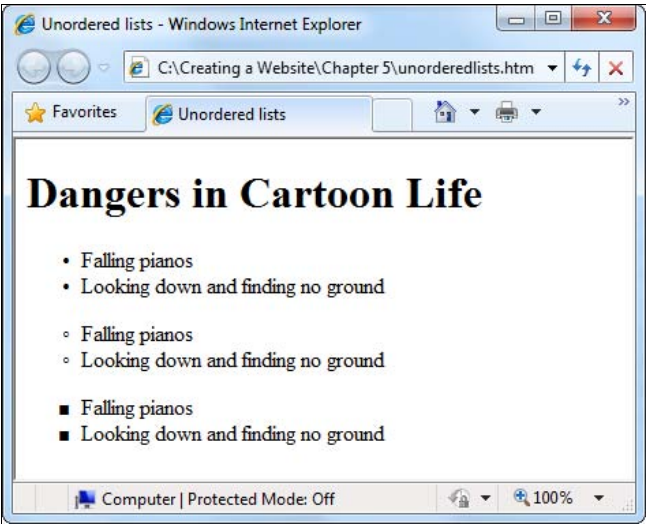 Unordered lists - Windows Internet Explorer
C:\Creating a Website\Chapter 5\unorderedlists.htm
Favorites
Unordered lists
Dangers in Cartoon Life
• Falling pianos
• Looking down and finding no ground
◦ Falling pianos
◦ Looking down and finding no ground
▪ Falling pianos
▪ Looking down and finding no ground
Computer | Protected Mode: Off
100%